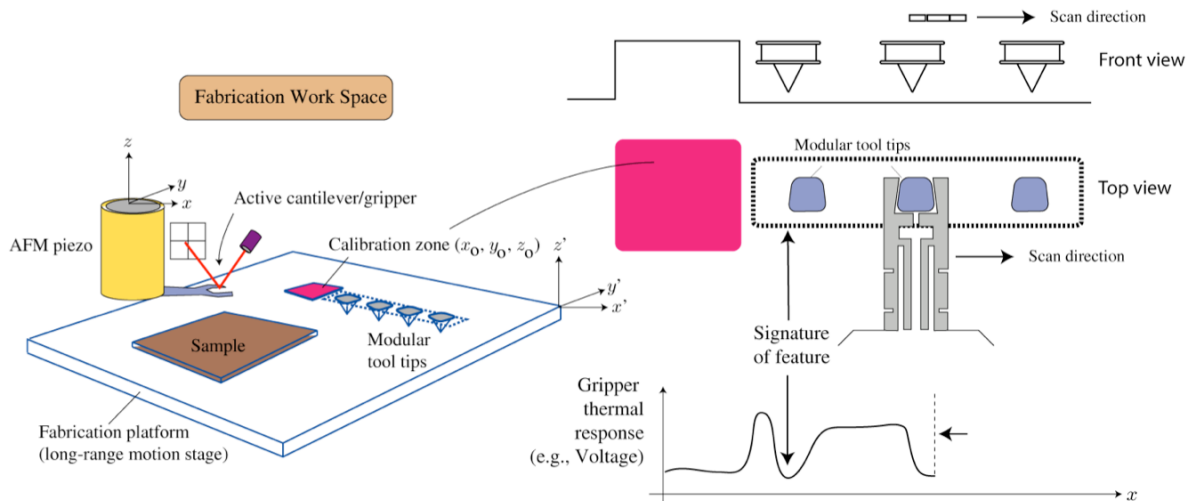 Fabrication Work Space
z
y
x
Active cantilever/gripper
AFM piezo
Calibration zone (xo, yo, zo)
z'
y'
x'
Sample
Modular
tool tips
Fabrication platform
(long-range motion stage)
Scan direction
Front view
Modular tool tips
Top view
Scan direction
Signature
of feature
Gripper
thermal
response
(e.g., Voltage)
x